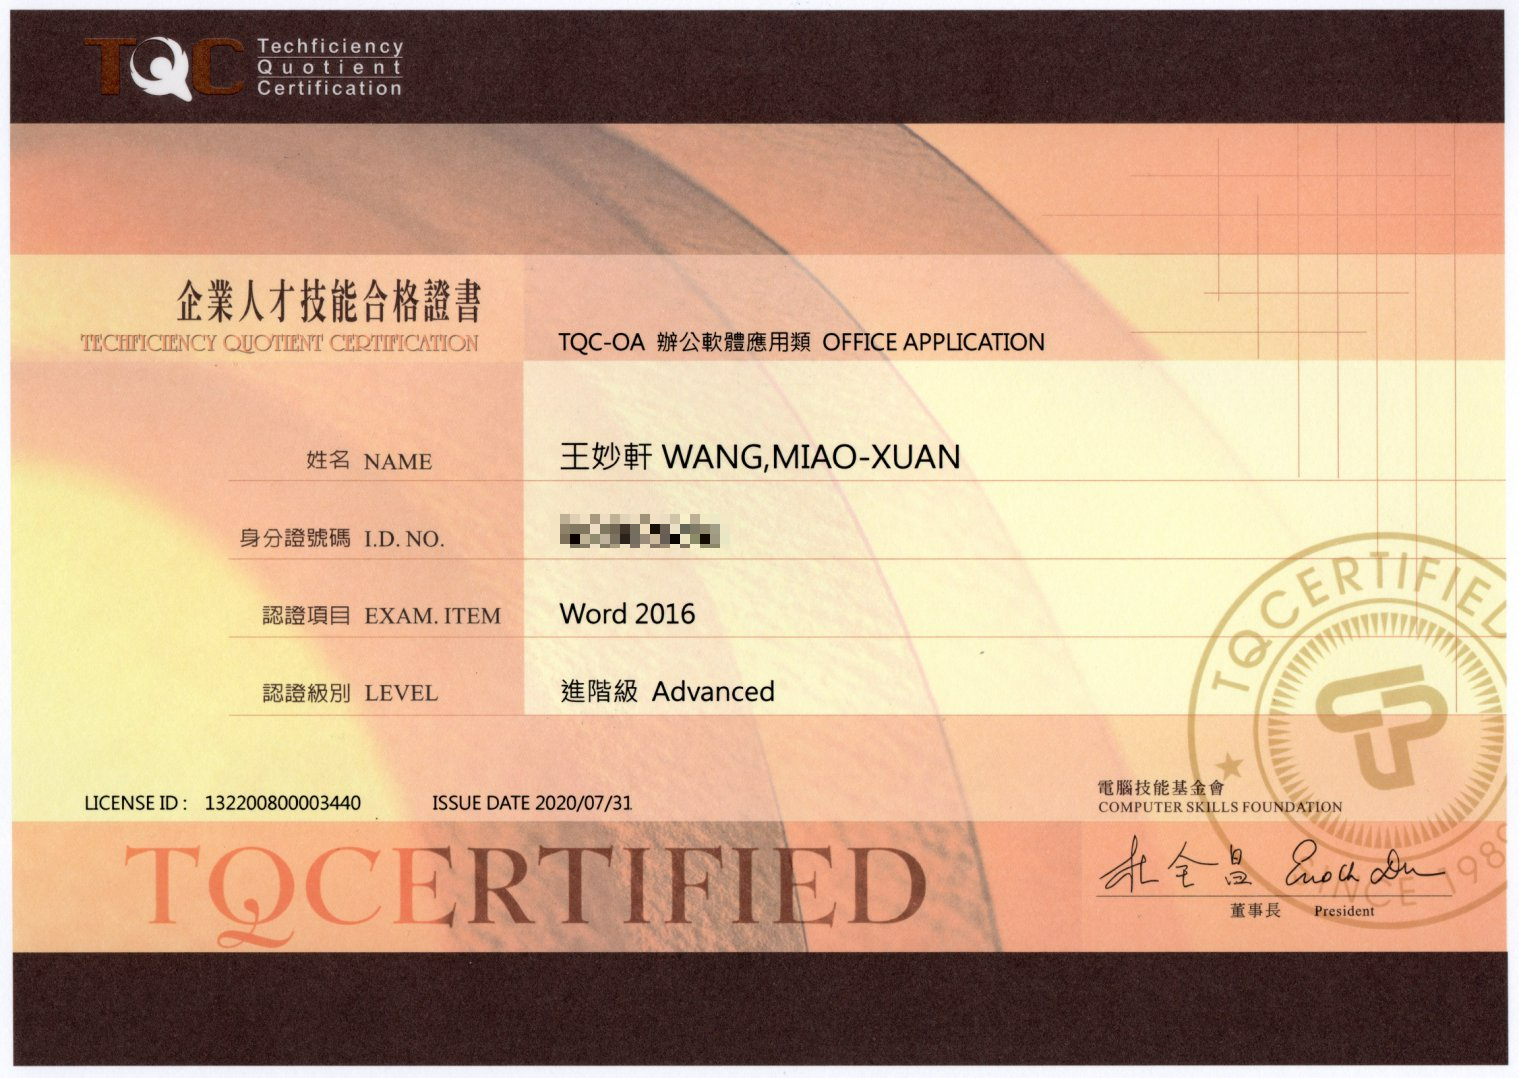 TQC Techficiency
Quotient
Certification
企業人才技能合格證書
TECHFICIENCY QUOTIENT CERTIFICATION
TQC-OA 辦公軟體應用類 OFFICE APPLICATION
姓名 NAME 王妙軒 WANG,MIAO-XUAN
身分證號碼 I.D. NO.
認證項目 EXAM. ITEM Word 2016
認證級別 LEVEL 進階級 Advanced
LICENSE ID : 132200800003440 ISSUE DATE 2020/07/31
電腦技能基金會
COMPUTER SKILLS FOUNDATION
TQCERTIFIED
杜全昌 Enoch Du
董事長 President
TQCERTIFIED
SINCE 1989